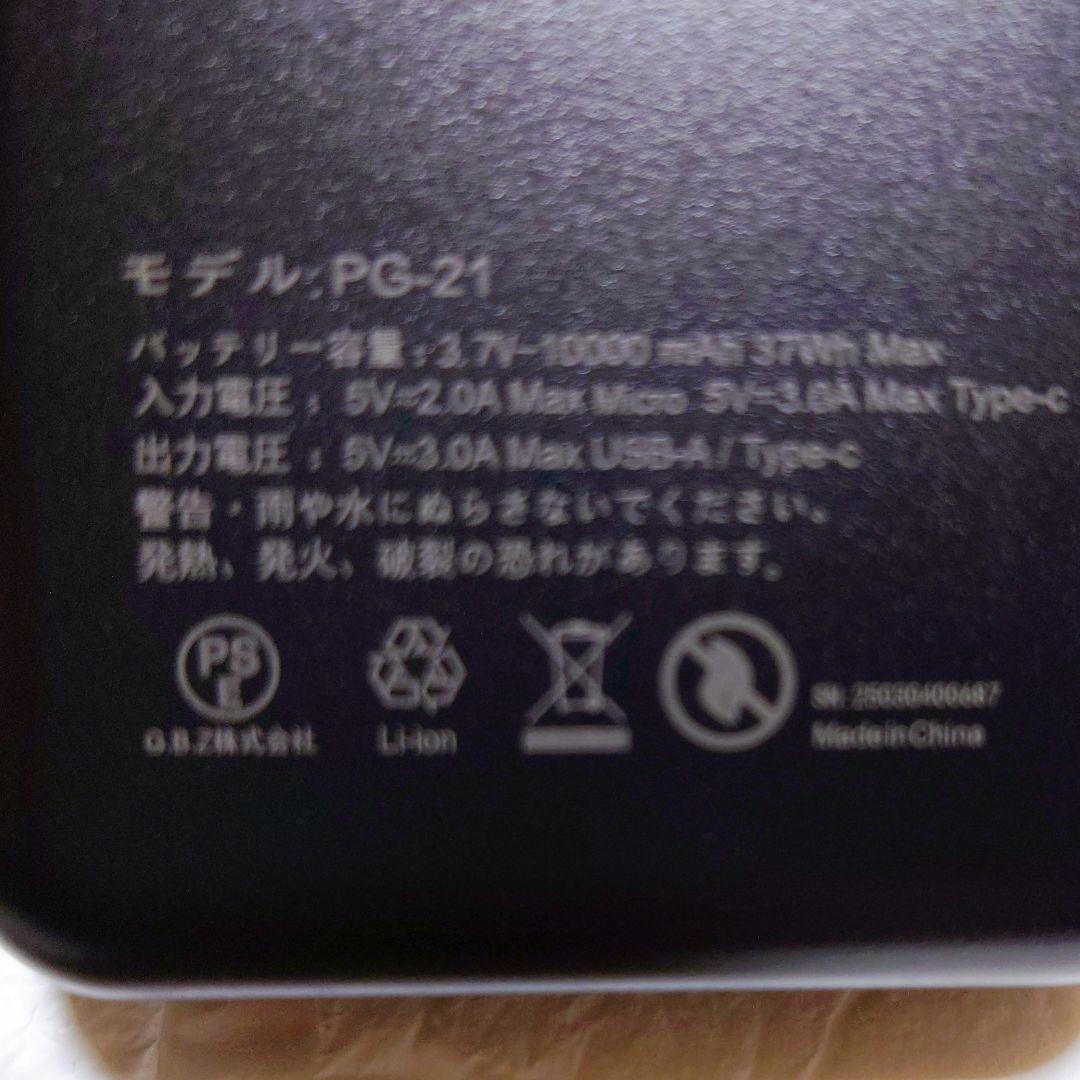 モデル:PG-21
バッテリー容量:3.7V⎓10000 mAh 37Wh Max
入力電圧: 5V⎓2.0A Max Micro 5V⎓3.0A Max Type-c
出力電圧: 5V⎓3.0A Max USB-A / Type-c
警告・雨や水にぬらさないでください。
発熱、発火、破裂の恐れがあります。
PS
E
G.B.Z株式会社
Li-Ion
SN: 25030400687
Made in China